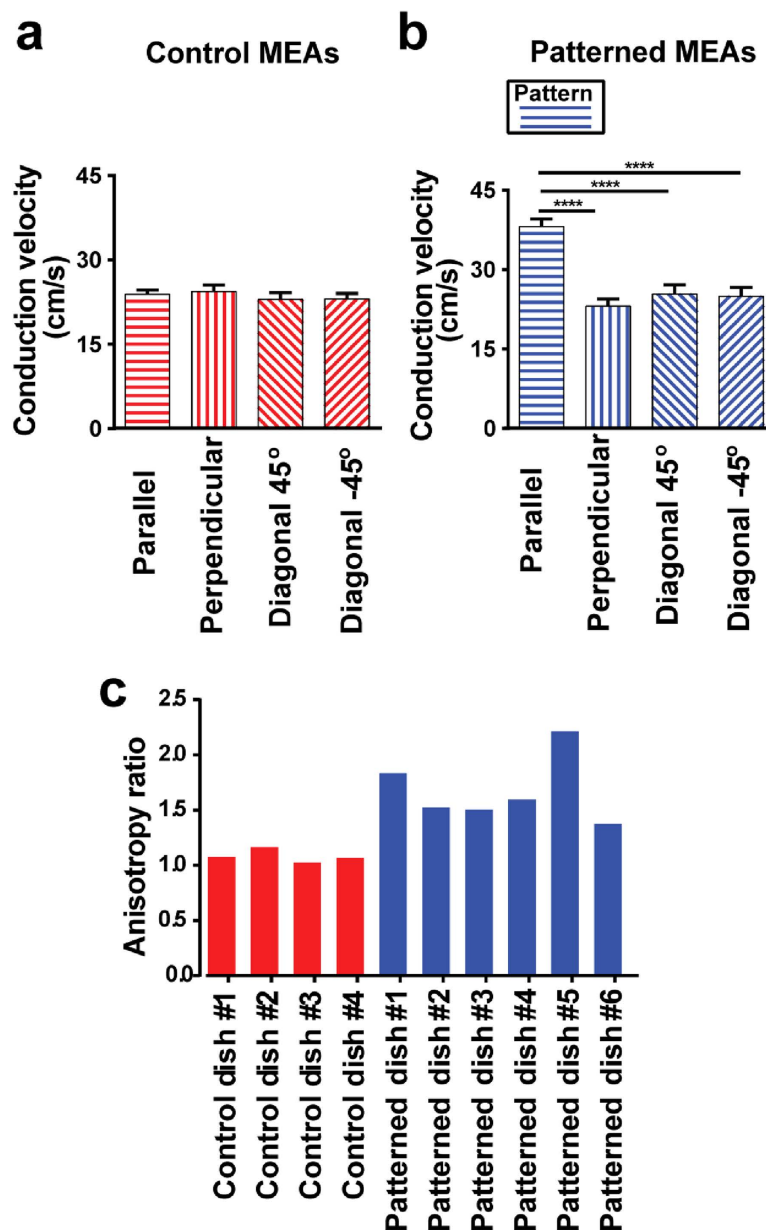 a
Control MEAs
Conduction velocity
(cm/s)
45
30
15
0
Parallel
Perpendicular
Diagonal 45°
Diagonal -45°
b
Patterned MEAs
Pattern
Conduction velocity
(cm/s)
45
30
15
0
****
****
****
Parallel
Perpendicular
Diagonal 45°
Diagonal -45°
c
Anisotropy ratio
2.5
2.0
1.5
1.0
0.5
0.0
Control dish #1
Control dish #2
Control dish #3
Control dish #4
Patterned dish #1
Patterned dish #2
Patterned dish #3
Patterned dish #4
Patterned dish #5
Patterned dish #6